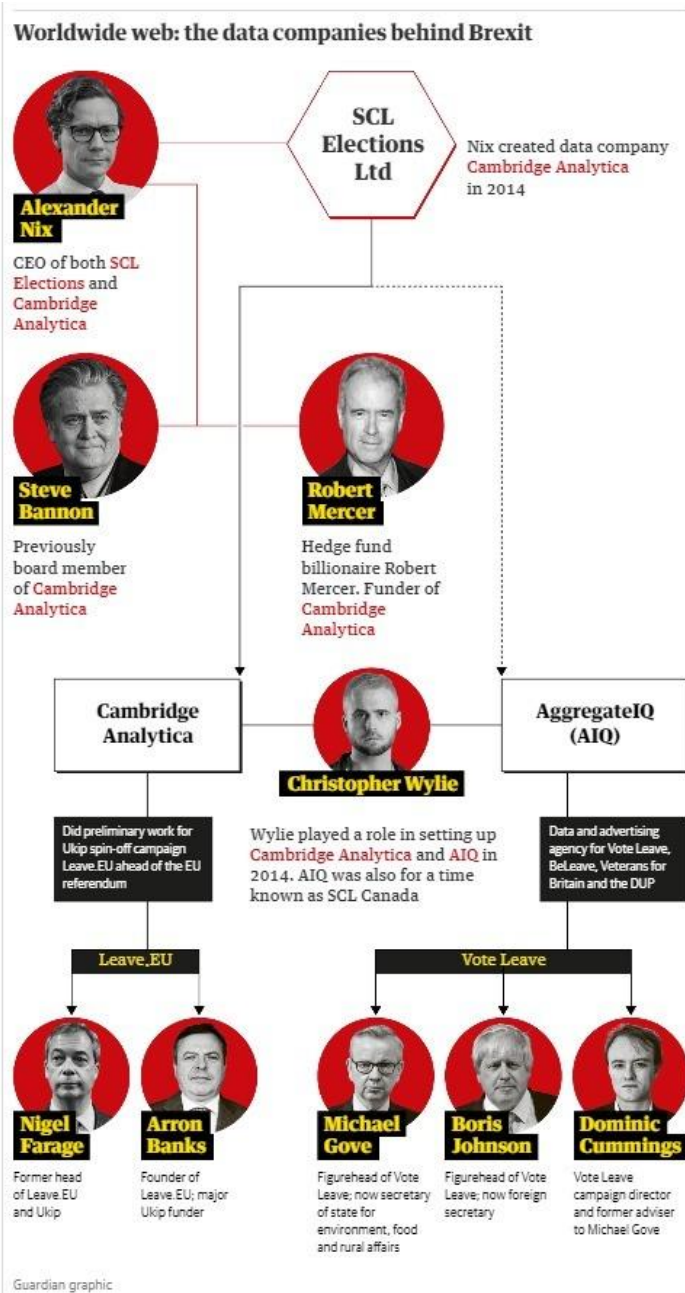 Worldwide web: the data companies behind Brexit
SCL
Elections
Ltd
Nix created data company
Cambridge Analytica
in 2014
Alexander
Nix
CEO of both SCL
Elections and
Cambridge
Analytica
Steve
Bannon
Previously
board member
of Cambridge
Analytica
Robert
Mercer
Hedge fund
billionaire Robert
Mercer. Funder of
Cambridge
Analytica
Cambridge
Analytica
Christopher Wylie
AggregateIQ
(AIQ)
Did preliminary work for
Ukip spin-off campaign
Leave.EU ahead of the EU
referendum
Wylie played a role in setting up
Cambridge Analytica and AIQ in
2014. AIQ was also for a time
known as SCL Canada
Data and advertising
agency for Vote Leave,
BeLeave, Veterans for
Britain and the DUP
Leave.EU
Vote Leave
Nigel
Farage
Former head
of Leave.EU
and Ukip
Arron
Banks
Founder of
Leave.EU; major
Ukip funder
Michael
Gove
Figurehead of Vote
Leave; now secretary
of state for
environment, food
and rural affairs
Boris
Johnson
Figurehead of Vote
Leave; now foreign
secretary
Dominic
Cummings
Vote Leave
campaign director
and former adviser
to Michael Gove
Guardian graphic